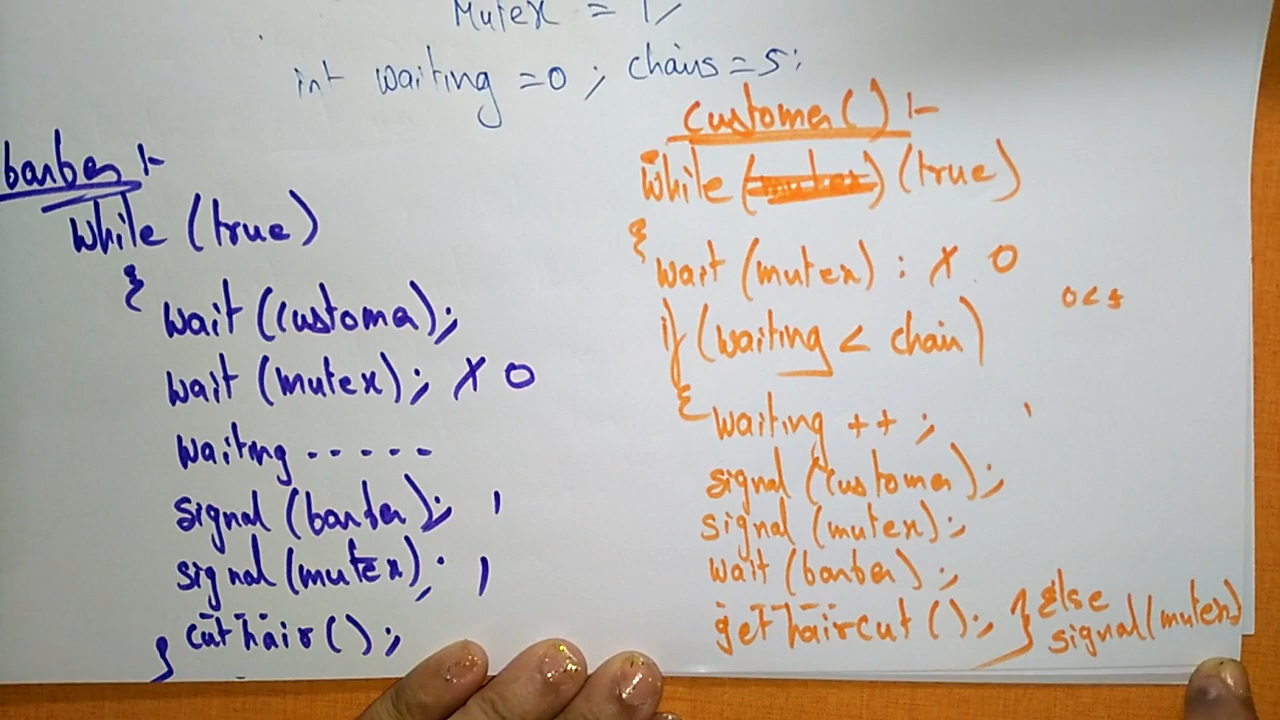 Mutex = 1;
int waiting = 0 ; chairs = 5;
barber :-
while (true)
{
wait (customer);
wait (mutex); 1 0
waiting - - - - -
signal (barber); 1
signal (mutex); 1
cut hair ();
}
customer () :-
while (mutex) (true)
{
wait (mutex) : 1 0
if (waiting < chair) 0 < 5
{ waiting ++ ;
signal (customer);
signal (mutex);
wait (barber);
get haircut (); } else
signal (mutex)